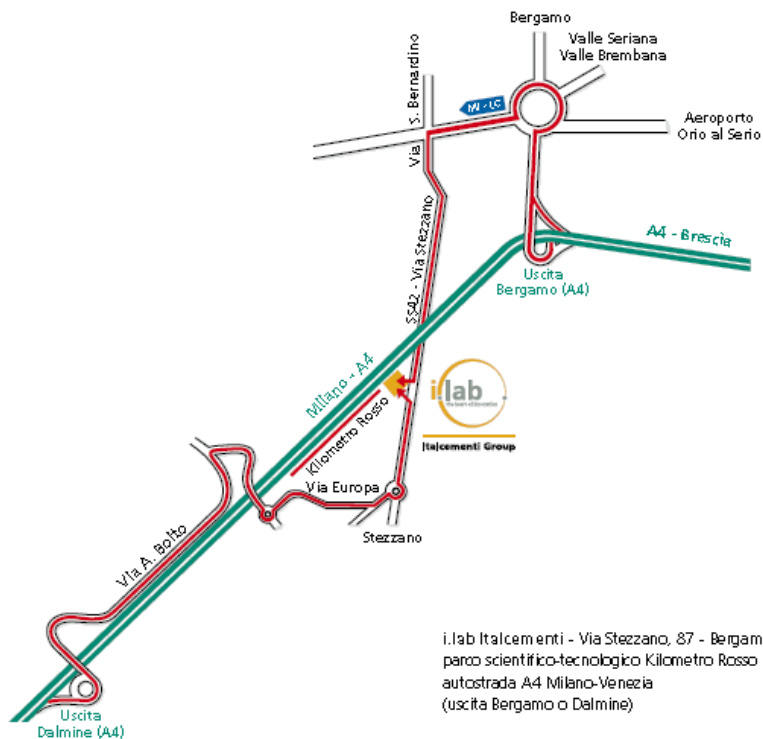 Bergamo
Valle Seriana
Valle Brembana
Via S. Bernardino
MI - LC
Aeroporto
Orio al Serio
SS42 - Via Stezzano
A4 - Brescia
Uscita
Bergamo (A4)
Milano - A4
i.lab
Italcementi Group
Kilometro Rosso
Via Europa
Stezzano
Via A. Boito
i.lab Italcementi - Via Stezzano, 87 - Bergam
parco scientifico-tecnologico Kilometro Rosso
autostrada A4 Milano-Venezia
(uscita Bergamo o Dalmine)
Uscita
Dalmine (A4)